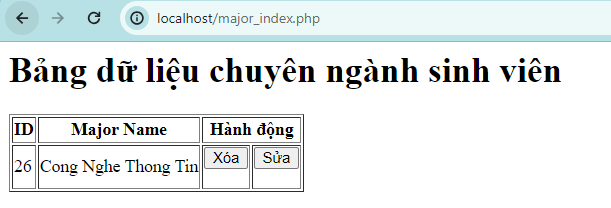 localhost/major_index.php
Bảng dữ liệu chuyên ngành sinh viên
ID Major Name Hành động
26 Cong Nghe Thong Tin Xóa Sửa